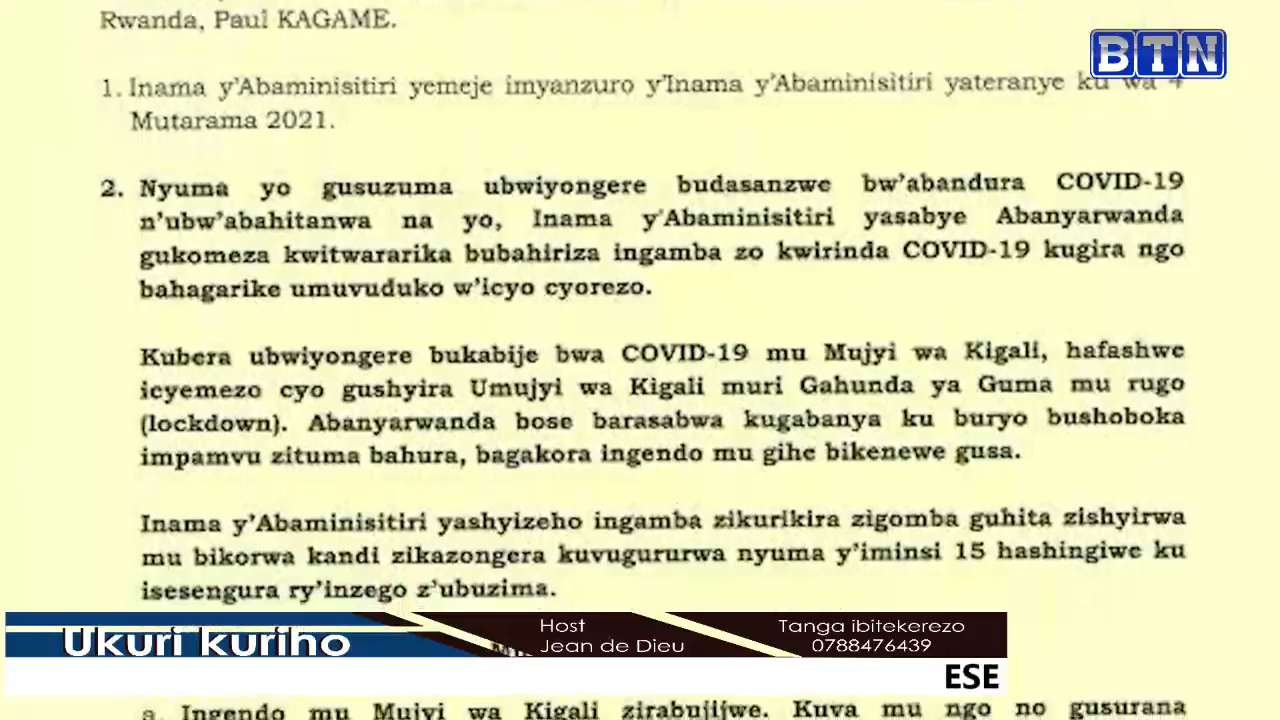 Rwanda, Paul KAGAME.
BTN
1. Inama y'Abaminisitiri yemeje imyanzuro y'Inama y'Abaminisitiri yateranye ku wa 4
Mutarama 2021.
2. Nyuma yo gusuzuma ubwiyongere budasanzwe bw'abandura COVID-19
n'ubw'abahitanwa na yo, Inama y'Abaminisitiri yasabye Abanyarwanda
gukomeza kwitwararika bubahiriza ingamba zo kwirinda COVID-19 kugira ngo
bahagarike umuvuduko w'icyo cyorezo.
Kubera ubwiyongere bukabije bwa COVID-19 mu Mujyi wa Kigali, hafashwe
icyemezo cyo gushyira Umujyi wa Kigali muri Gahunda ya Guma mu rugo
(lockdown). Abanyarwanda bose barasabwa kugabanya ku buryo bushoboka
impamvu zituma bahura, bagakora ingendo mu gihe bikenewe gusa.
Inama y'Abaminisitiri yashyizeho ingamba zikurikira zigomba guhita zishyirwa
mu bikorwa kandi zikazongera kuvugururwa nyuma y'iminsi 15 hashingiwe ku
isesengura ry'inzego z'ubuzima.
Ukuri kuriho
Host
Jean de Dieu
Tanga ibitekerezo
0788476439
ESE
a. Ingendo mu Mujyi wa Kigali zirabujijwe. Kuva mu ngo no gusurana